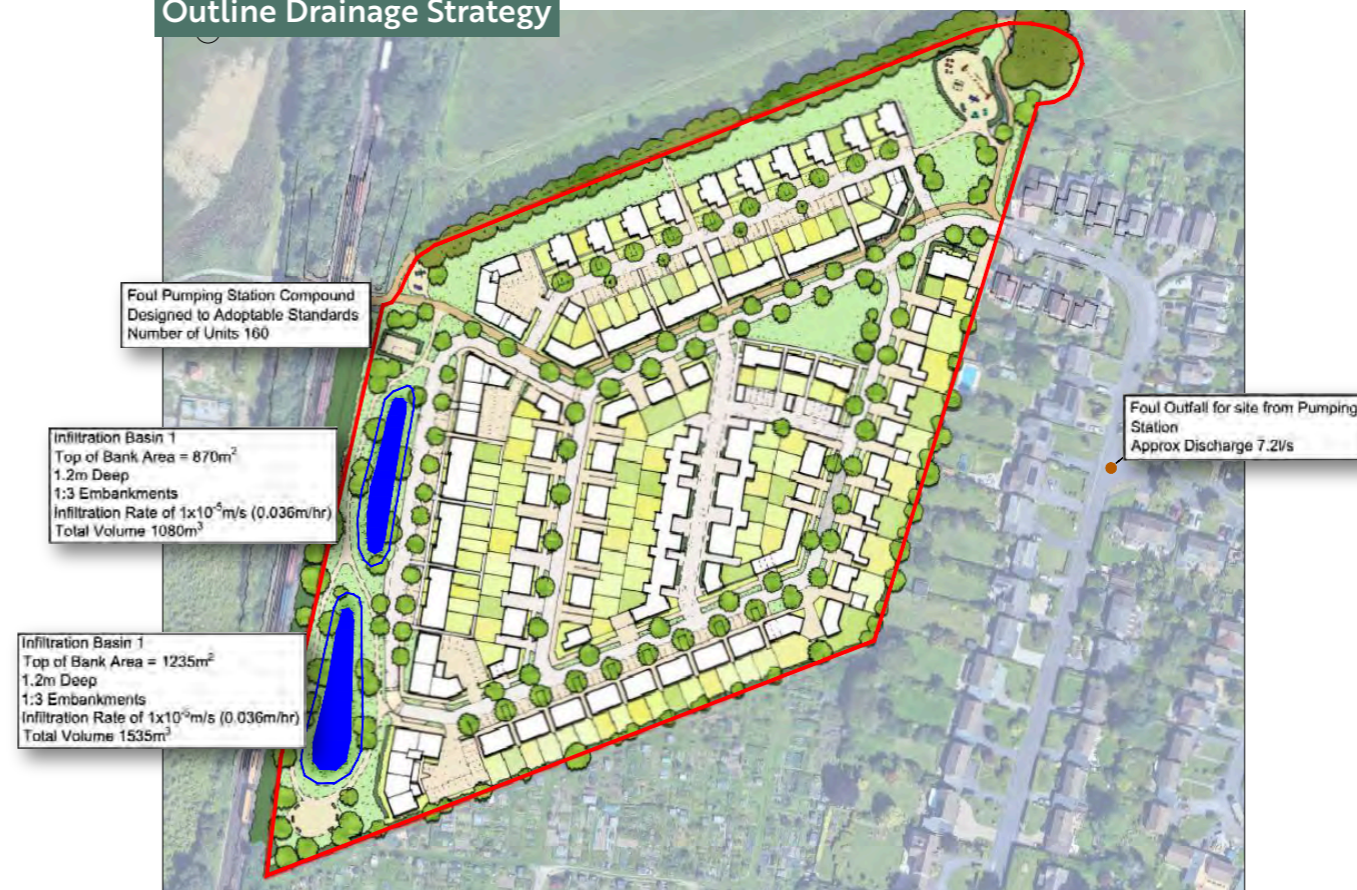 Outline Drainage Strategy
Foul Pumping Station Compound
Designed to Adoptable Standards
Number of Units 160
Infiltration Basin 1
Top of Bank Area = 870m²
1.2m Deep
1:3 Embankments
Infiltration Rate of 1x10⁻⁵m/s (0.036m/hr)
Total Volume 1080m³
Foul Outfall for site from Pumping
Station
Approx Discharge 7.2l/s
Infiltration Basin 1
Top of Bank Area = 1235m²
1.2m Deep
1:3 Embankments
Infiltration Rate of 1x10⁻⁵m/s (0.036m/hr)
Total Volume 1535m³